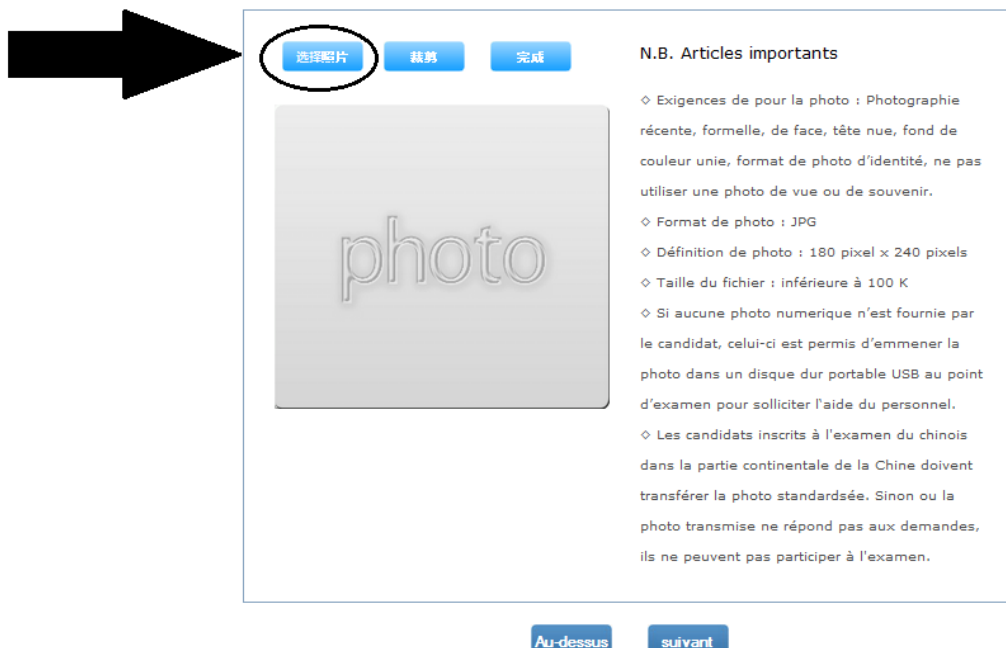 选择照片 裁剪 完成
photo
N.B. Articles importants
◇ Exigences de pour la photo : Photographie
récente, formelle, de face, tête nue, fond de
couleur unie, format de photo d'identité, ne pas
utiliser une photo de vue ou de souvenir.
◇ Format de photo : JPG
◇ Définition de photo : 180 pixel x 240 pixels
◇ Taille du fichier : inférieure à 100 K
◇ Si aucune photo numerique n'est fournie par
le candidat, celui-ci est permis d'emmener la
photo dans un disque dur portable USB au point
d'examen pour solliciter l'aide du personnel.
◇ Les candidats inscrits à l'examen du chinois
dans la partie continentale de la Chine doivent
transférer la photo standardsée. Sinon ou la
photo transmise ne répond pas aux demandes,
ils ne peuvent pas participer à l'examen.
Au-dessus suivant